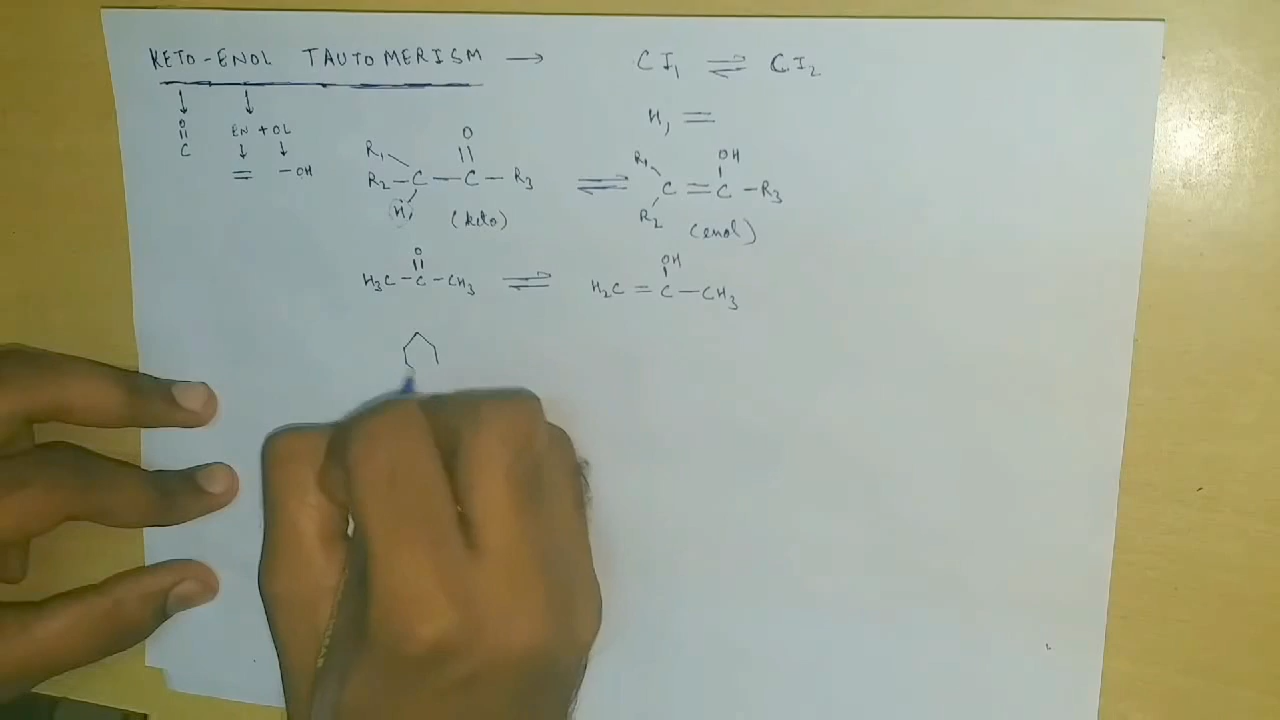 KETO-ENOL TAUTOMERISM → CI₁ ⇌ CI₂
↓ ↓
O EN + OL H, =
|| ↓ ↓
C = -OH
R₁ O R₁ OH
R₂-C-C-R₃ ⇌ C=C-R₃
H R₂
(keto) (enol)
O OH
H₃C-C-CH₃ ⇌ H₂C=C-CH₃